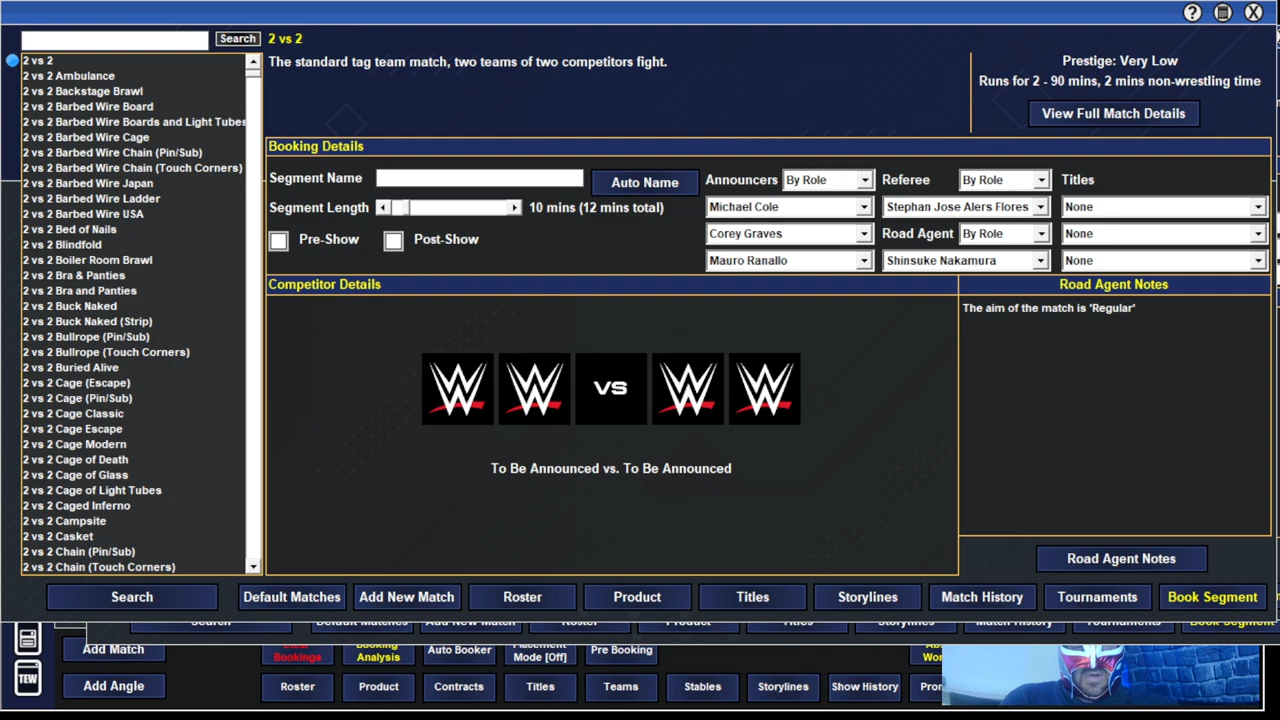 ?
X
Search
2 vs 2
2 vs 2
The standard tag team match, two teams of two competitors fight.
Prestige: Very Low
Runs for 2 - 90 mins, 2 mins non-wrestling time
View Full Match Details
2 vs 2 Ambulance
2 vs 2 Backstage Brawl
2 vs 2 Barbed Wire Board
2 vs 2 Barbed Wire Boards and Light Tubes
2 vs 2 Barbed Wire Cage
2 vs 2 Barbed Wire Chain (Pin/Sub)
2 vs 2 Barbed Wire Chain (Touch Corners)
2 vs 2 Barbed Wire Japan
2 vs 2 Barbed Wire Ladder
2 vs 2 Barbed Wire USA
2 vs 2 Bed of Nails
2 vs 2 Blindfold
2 vs 2 Boiler Room Brawl
2 vs 2 Bra & Panties
2 vs 2 Bra and Panties
2 vs 2 Buck Naked
2 vs 2 Buck Naked (Strip)
2 vs 2 Bullrope (Pin/Sub)
2 vs 2 Bullrope (Touch Corners)
2 vs 2 Buried Alive
2 vs 2 Cage (Escape)
2 vs 2 Cage (Pin/Sub)
2 vs 2 Cage Classic
2 vs 2 Cage Escape
2 vs 2 Cage Modern
2 vs 2 Cage of Death
2 vs 2 Cage of Glass
2 vs 2 Cage of Light Tubes
2 vs 2 Caged Inferno
2 vs 2 Campsite
2 vs 2 Casket
2 vs 2 Chain (Pin/Sub)
2 vs 2 Chain (Touch Corners)
Booking Details
Segment Name
Auto Name
Segment Length
10 mins (12 mins total)
Pre-Show
Post-Show
Announcers By Role
Michael Cole
Corey Graves
Mauro Ranallo
Referee By Role
Stephan Jose Alers Flores
Road Agent By Role
Shinsuke Nakamura
Titles
None
None
None
Competitor Details
W W VS W W
To Be Announced vs. To Be Announced
Road Agent Notes
The aim of the match is 'Regular'
Road Agent Notes
Search Default Matches Add New Match Roster Product Titles Storylines Match History Tournaments Book Segment
Add Match
Bookings
Booking Analysis
Auto Booker
Mode [Off]
Pre Booking
TEW
Add Angle
Roster Product Contracts Titles Teams Stables Storylines Show History